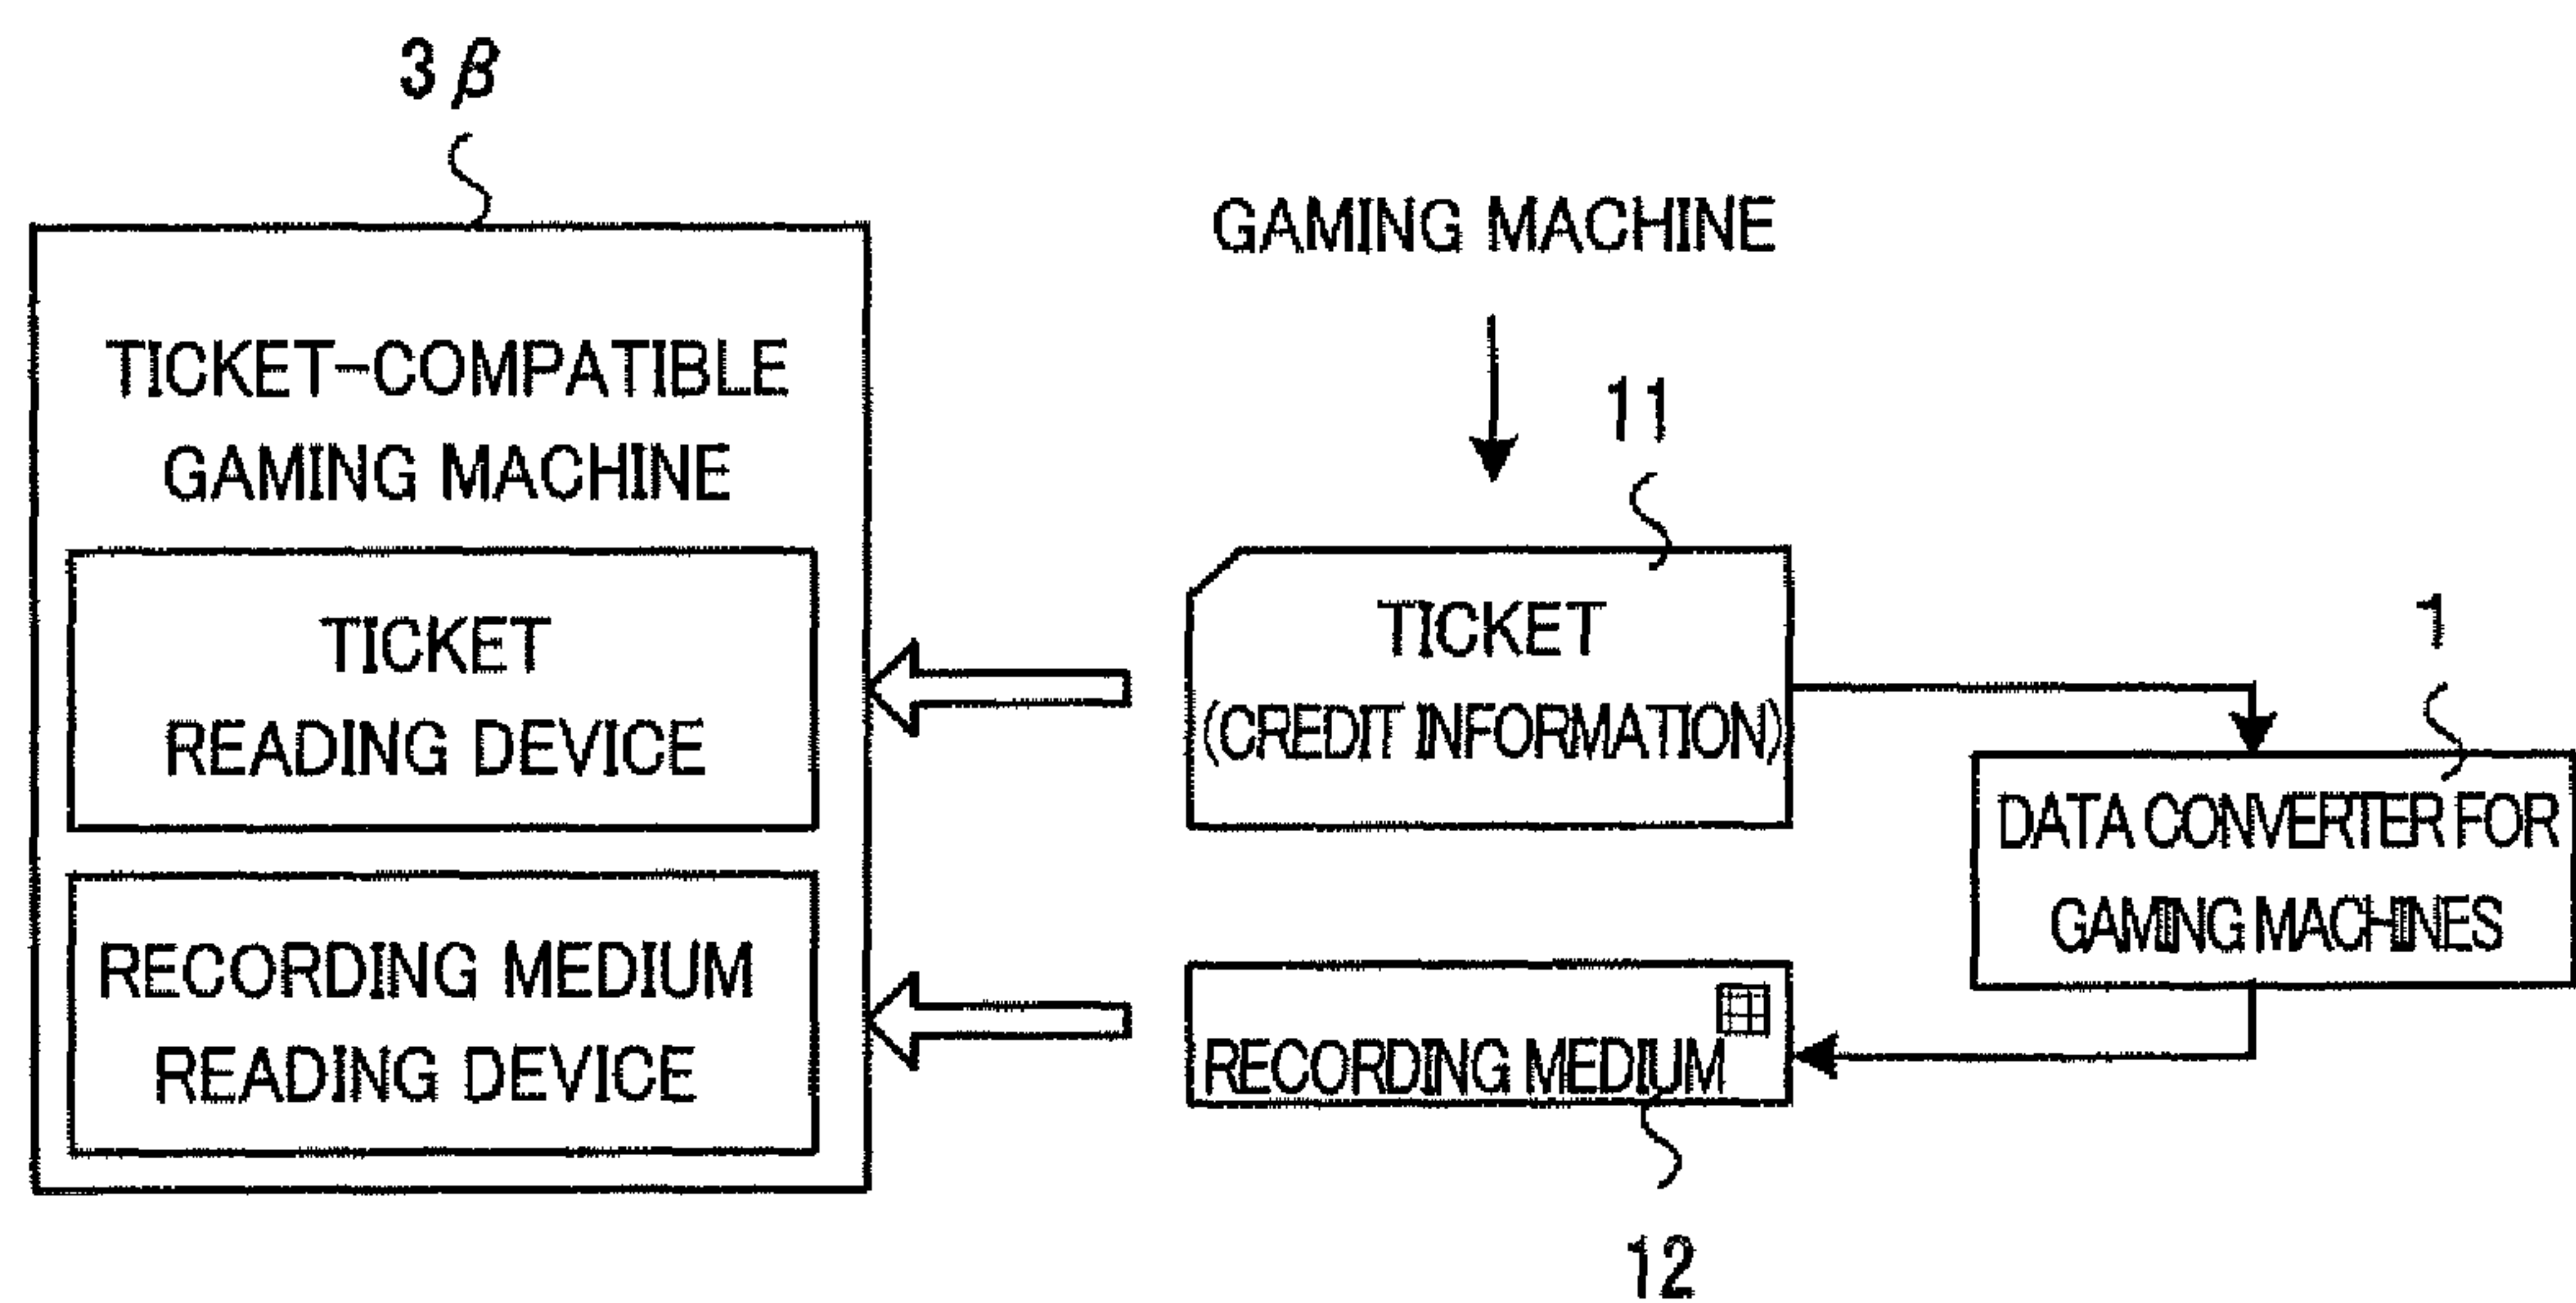 3β
TICKET-COMPATIBLE
GAMING MACHINE
TICKET
READING DEVICE
RECORDING MEDIUM
READING DEVICE
GAMING MACHINE
11
TICKET
(CREDIT INFORMATION)
1
DATA CONVERTER FOR
GAMING MACHINES
RECORDING MEDIUM
12